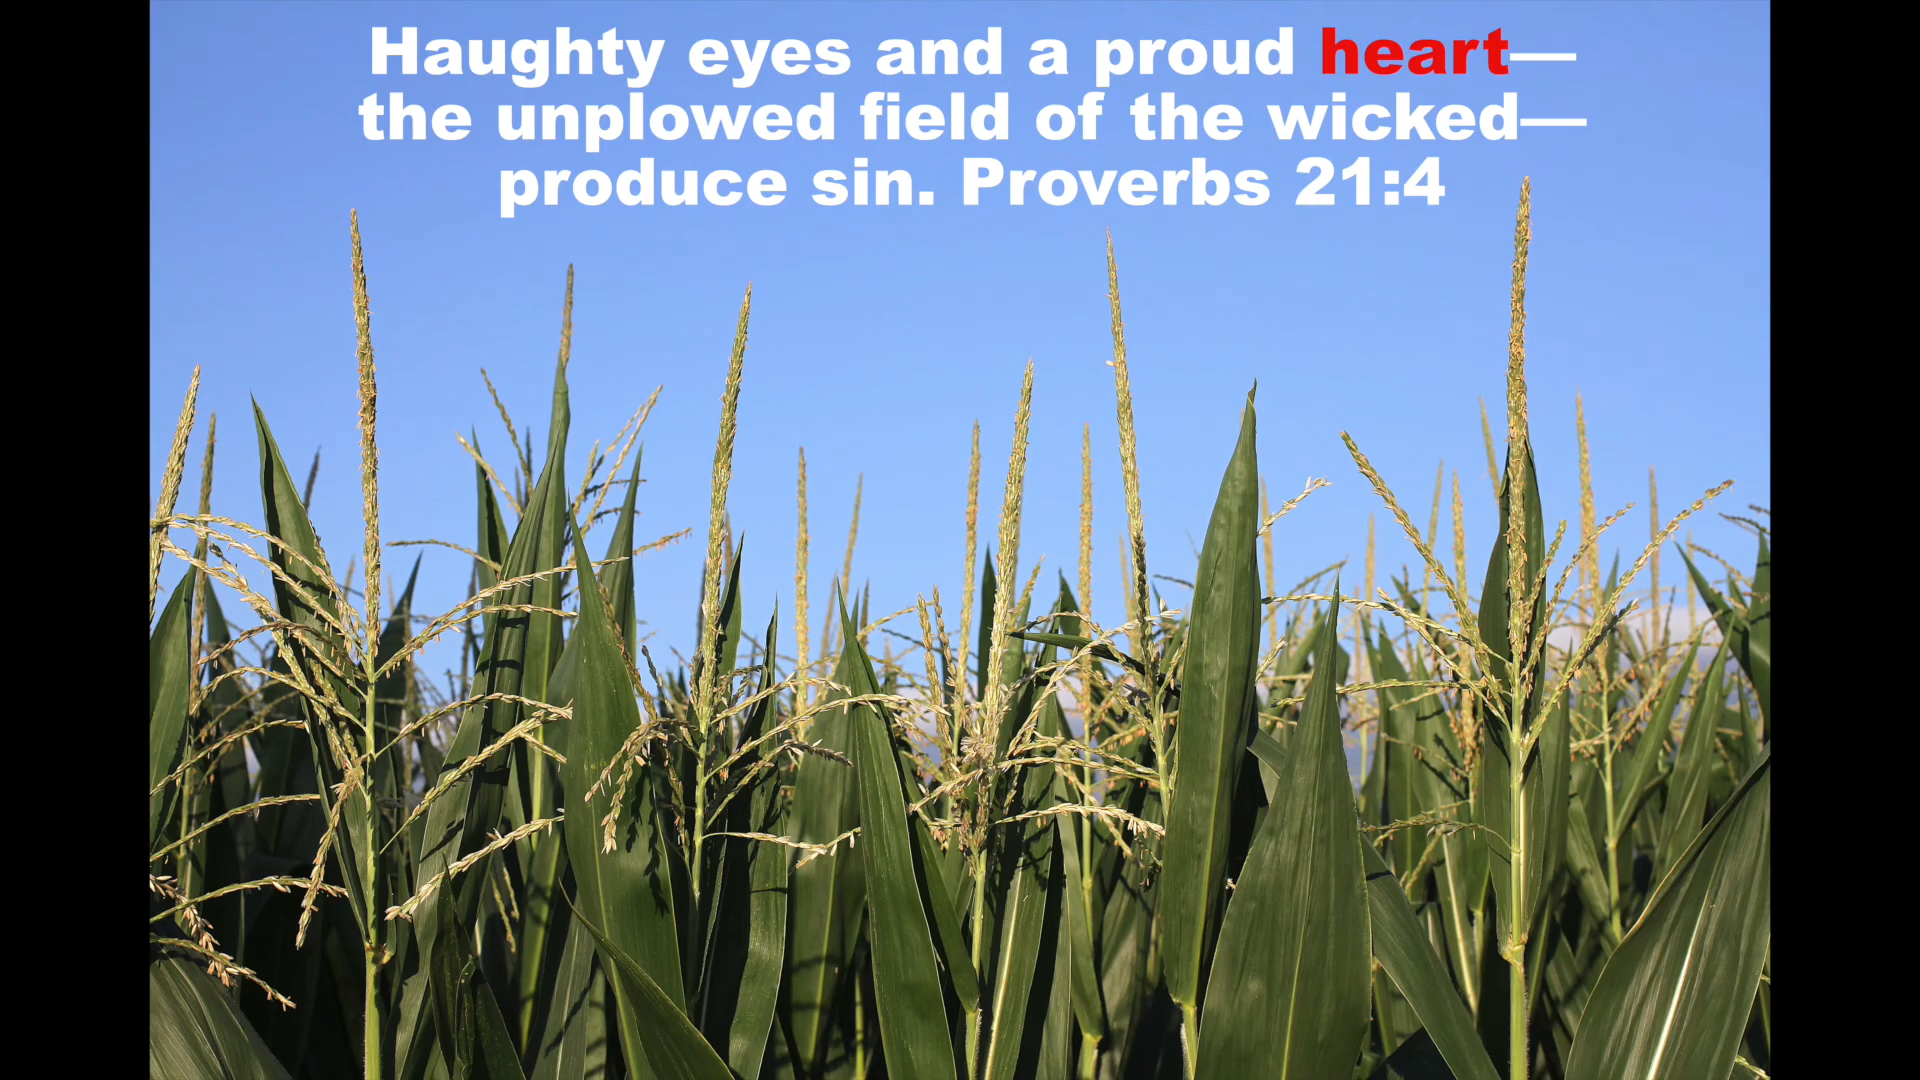 Haughty eyes and a proud heart—
the unplowed field of the wicked—
produce sin. Proverbs 21:4